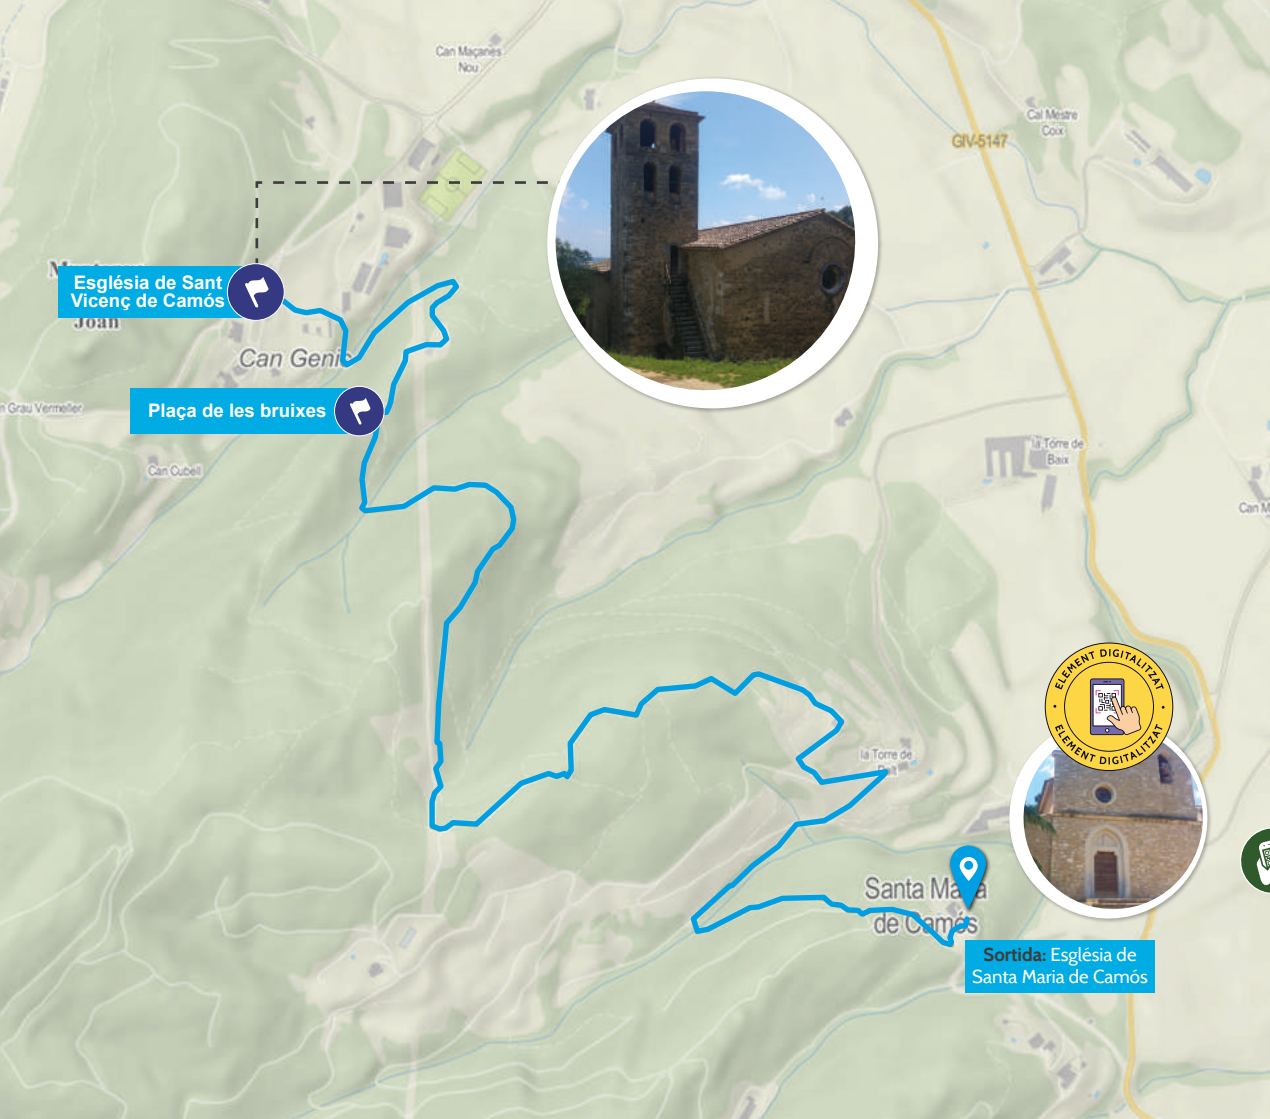 Can Maçanés
Nou
Cal Mestre
Coix
GIV-5147
Església de Sant
Vicenç de Camós
Joan
Can Genis
n Grau Vermeller
Plaça de les bruixes
la Torre de
Baix
Can Cubell
Can M
ELEMENT DIGITALITZAT
ELEMENT DIGITALITZAT
la Torre de
Santa Maria
de Camós
Sortida: Església de
Santa Maria de Camós